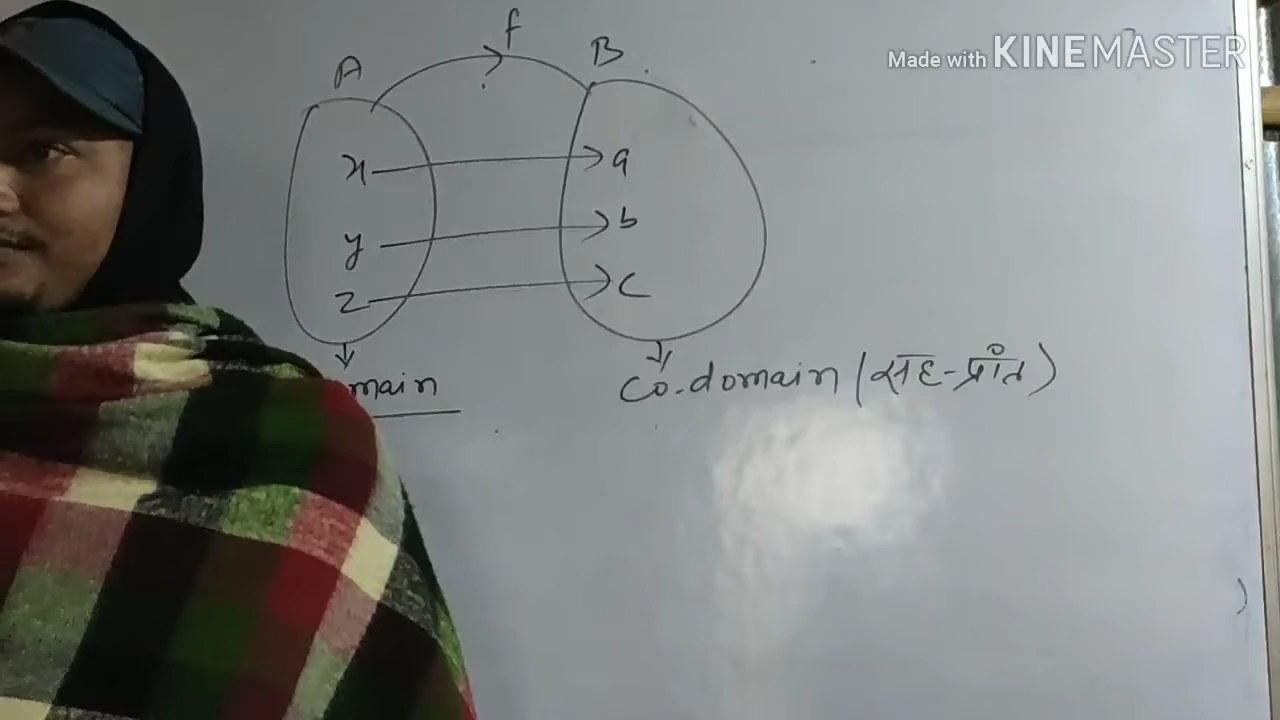 Made with KINEMASTER
f
A B
x a
y b
z c
main Co-domain (सह-प्रांत)